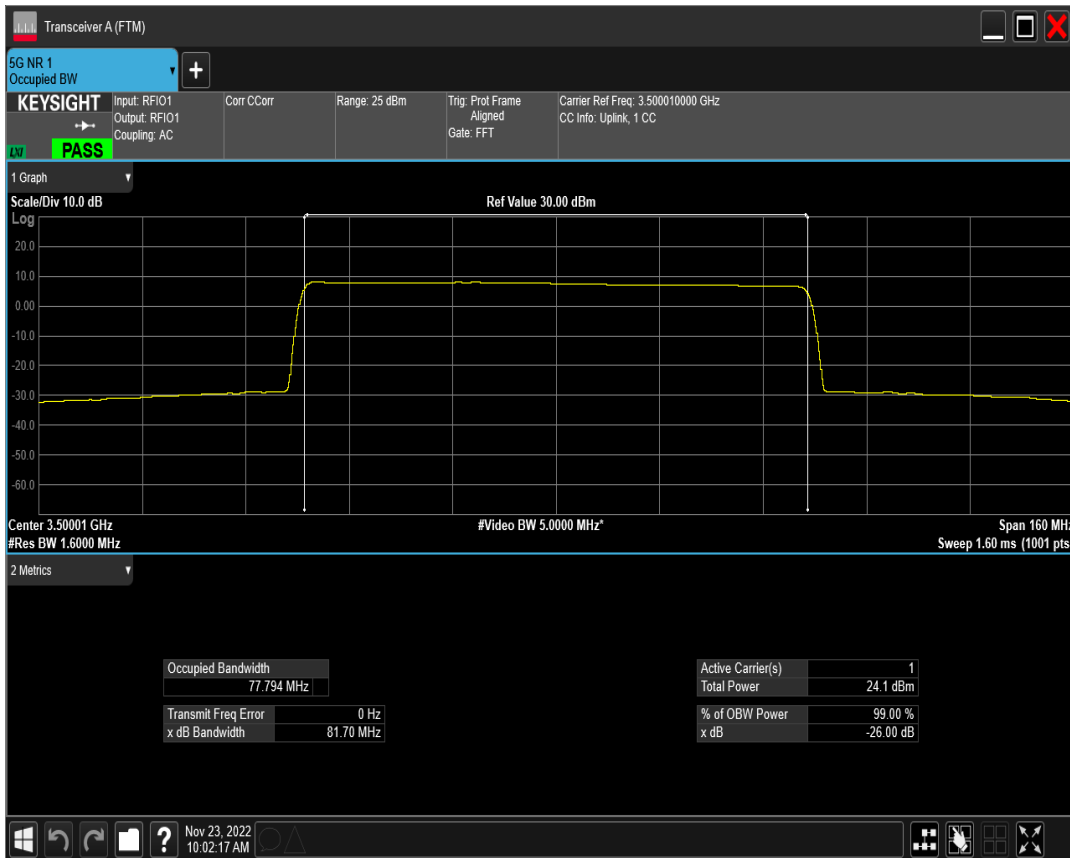 Transceiver A (FTM)
5G NR 1
Occupied BW
+
KEYSIGHT
LXI
PASS
Input: RFIO1
Output: RFIO1
Coupling: AC
Corr CCorr
Range: 25 dBm
Trig: Prot Frame
Aligned
Gate: FFT
Carrier Ref Freq: 3.500010000 GHz
CC Info: Uplink, 1 CC
1 Graph
Scale/Div 10.0 dB
Ref Value 30.00 dBm
Log
20.0
10.0
0.00
-10.0
-20.0
-30.0
-40.0
-50.0
-60.0
Center 3.50001 GHz
#Video BW 5.0000 MHz*
Span 160 MHz
#Res BW 1.6000 MHz
Sweep 1.60 ms (1001 pts
2 Metrics
Occupied Bandwidth
77.794 MHz
Transmit Freq Error 0 Hz
x dB Bandwidth 81.70 MHz
Active Carrier(s) 1
Total Power 24.1 dBm
% of OBW Power 99.00 %
x dB -26.00 dB
?
Nov 23, 2022
10:02:17 AM